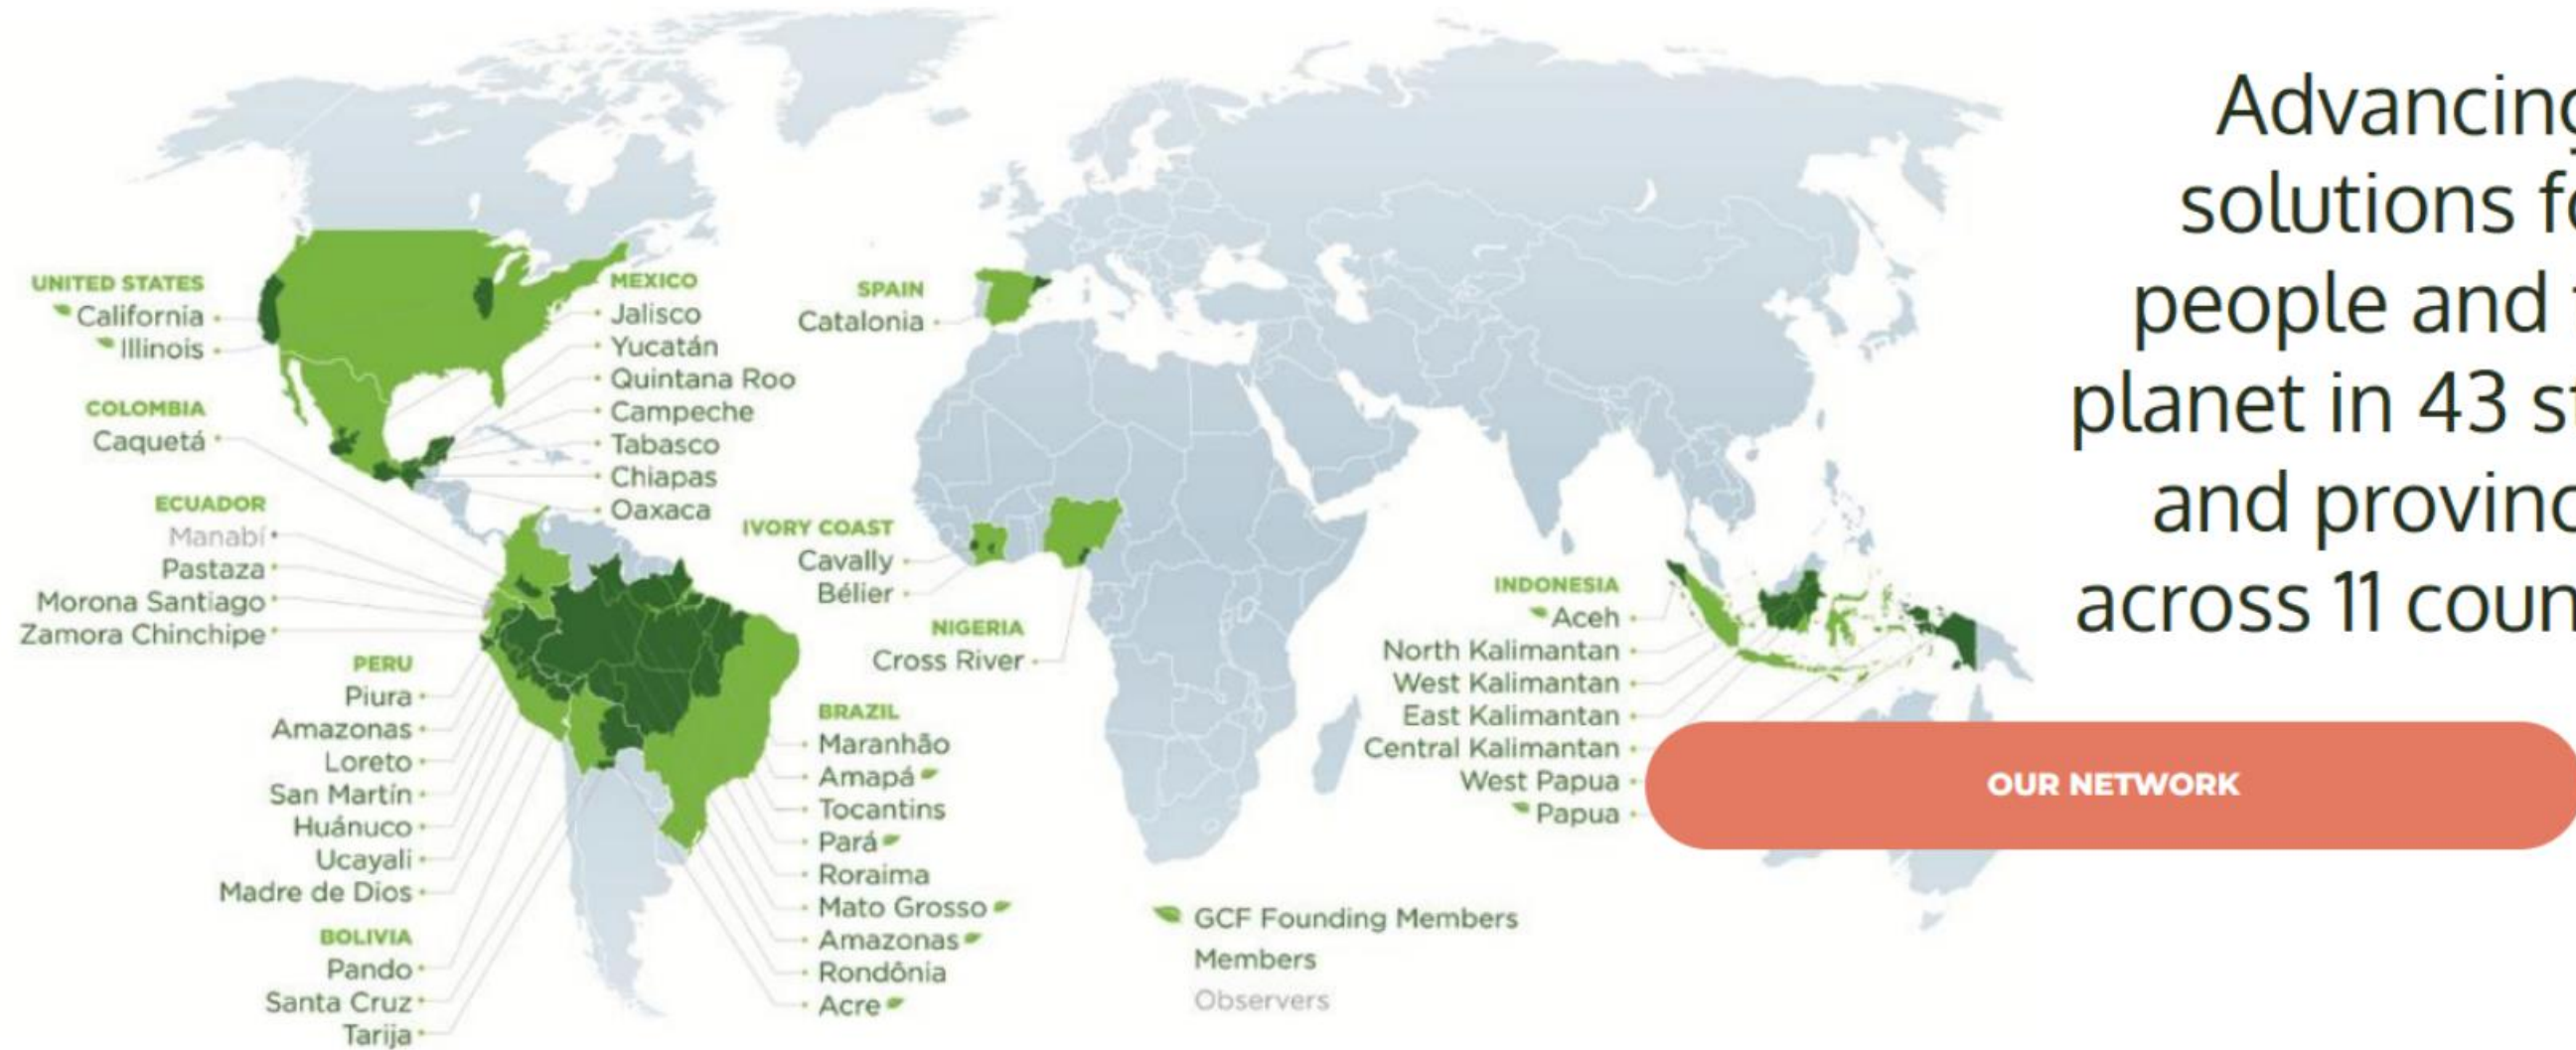 UNITED STATES
California
Illinois
COLOMBIA
Caquetá
ECUADOR
Manabí
Pastaza
Morona Santiago
Zamora Chinchipe
PERU
Piura
Amazonas
Loreto
San Martín
Huánuco
Ucayali
Madre de Dios
BOLIVIA
Pando
Santa Cruz
Tarija
MEXICO
Jalisco
Yucatán
Quintana Roo
Campeche
Tabasco
Chiapas
Oaxaca
SPAIN
Catalonia
IVORY COAST
Cavally
Bélier
NIGERIA
Cross River
BRAZIL
Maranhão
Amapá
Tocantins
Pará
Roraima
Mato Grosso
Amazonas
Rondônia
Acre
INDONESIA
Aceh
North Kalimantan
West Kalimantan
East Kalimantan
Central Kalimantan
West Papua
Papua
GCF Founding Members
Members
Observers
Advancing
solutions
people and
planet in 43
and
across 11
OUR NETWORK